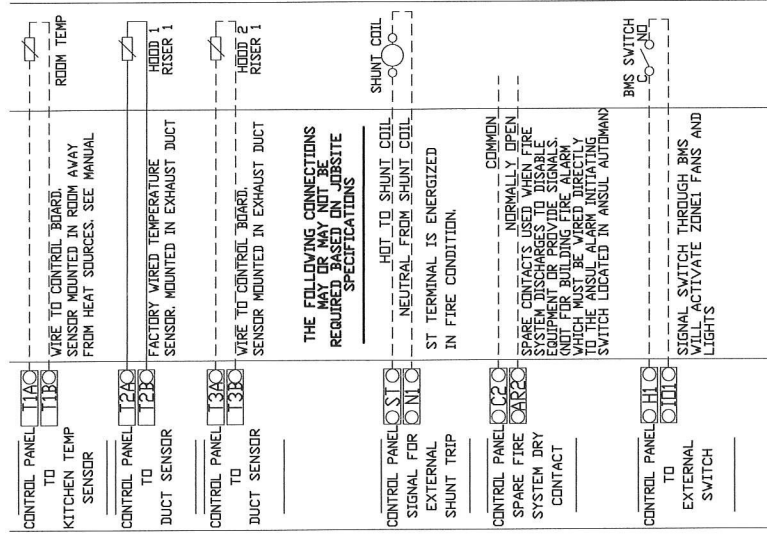 CONTROL PANEL
TO
KITCHEN TEMP
SENSOR
T1A
T1B
WIRE TO CONTROL BOARD.
SENSOR MOUNTED IN ROOM AWAY
FROM HEAT SOURCES. SEE MANUAL
ROOM TEMP
CONTROL PANEL
TO
DUCT SENSOR
T2A
T2B
FACTORY WIRED TEMPERATURE
SENSOR. MOUNTED IN EXHAUST DUCT
HOOD 1
RISER 1
CONTROL PANEL
TO
DUCT SENSOR
T3A
T3B
WIRE TO CONTROL BOARD.
SENSOR MOUNTED IN EXHAUST DUCT
HOOD 2
RISER 1
THE FOLLOWING CONNECTIONS
MAY OR MAY NOT BE
REQUIRED BASED ON JOBSITE
SPECIFICATIONS
CONTROL PANEL
SIGNAL FOR
EXTERNAL
SHUNT TRIP
ST
N1
HOT TO SHUNT COIL
NEUTRAL FROM SHUNT COIL
ST TERMINAL IS ENERGIZED
IN FIRE CONDITION.
SHUNT COIL
CONTROL PANEL
SPARE FIRE
SYSTEM DRY
CONTACT
C2
AR2
COMMON
NORMALLY OPEN
SPARE CONTACTS USED WHEN FIRE
SYSTEM DISCHARGES TO DISABLE
EQUIPMENT OR PROVIDE SIGNALS.
(NOT FOR BUILDING FIRE ALARM
WHICH MUST BE WIRED DIRECTLY
TO THE ANSUL ALARM INITIATING
SWITCH LOCATED IN ANSUL AUTOMAN)
CONTROL PANEL
TO
EXTERNAL
SWITCH
H1
IO1
SIGNAL SWITCH THROUGH BMS
WILL ACTIVATE ZONE1 FANS AND
LIGHTS
BMS SWITCH
C NO